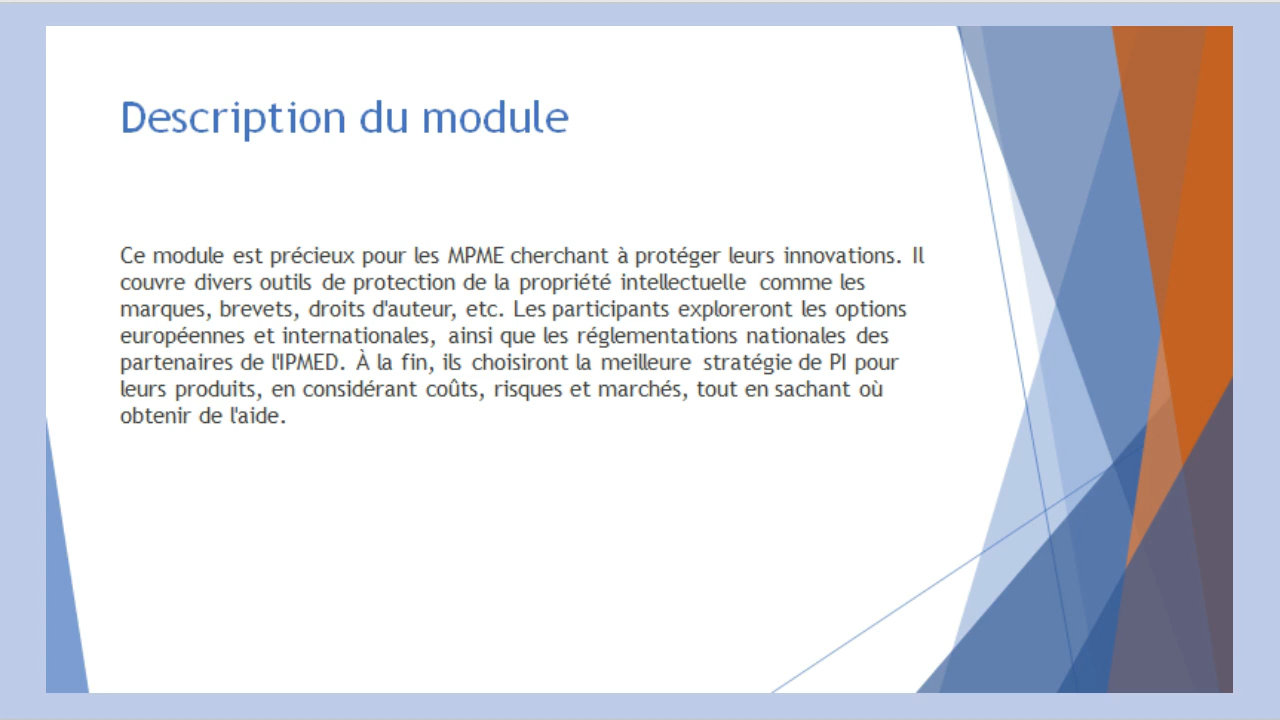 Description du module
Ce module est précieux pour les MPME cherchant à protéger leurs innovations. Il
couvre divers outils de protection de la propriété intellectuelle comme les
marques, brevets, droits d'auteur, etc. Les participants exploreront les options
européennes et internationales, ainsi que les réglementations nationales des
partenaires de l'IPMED. À la fin, ils choisiront la meilleure stratégie de PI pour
leurs produits, en considérant coûts, risques et marchés, tout en sachant où
obtenir de l'aide.